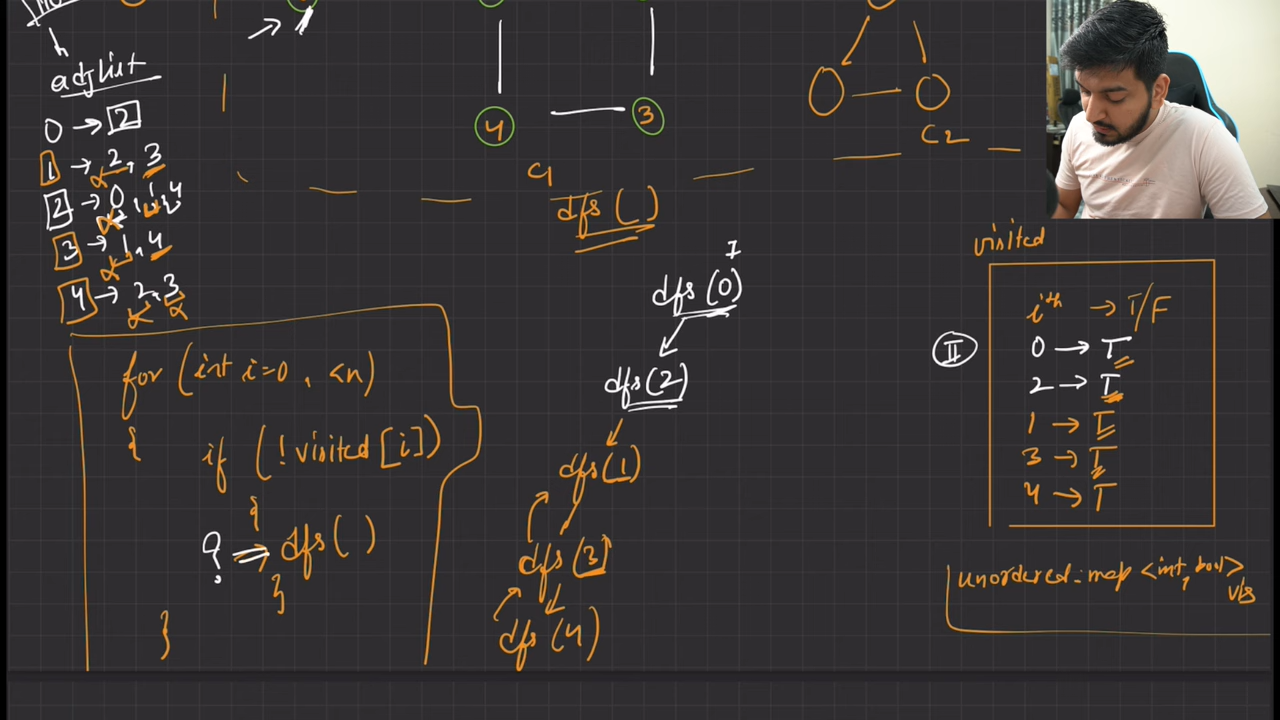 adjlist
0 → 2
1 → 2, 3
2 → 0, 1, 4
3 → 1, 4
4 → 2, 3
4
3
C1
C2
dfs ( )
dfs (0) I
dfs (2)
dfs (1)
dfs (3)
dfs (4)
for (int i=0, <n)
{
if (! visited [i])
{
? ⇒ dfs ( )
}
}
visited
II
ith → T/F
0 → T
2 → T
1 → T
3 → T
4 → T
unordered_map <int, bool>
vis